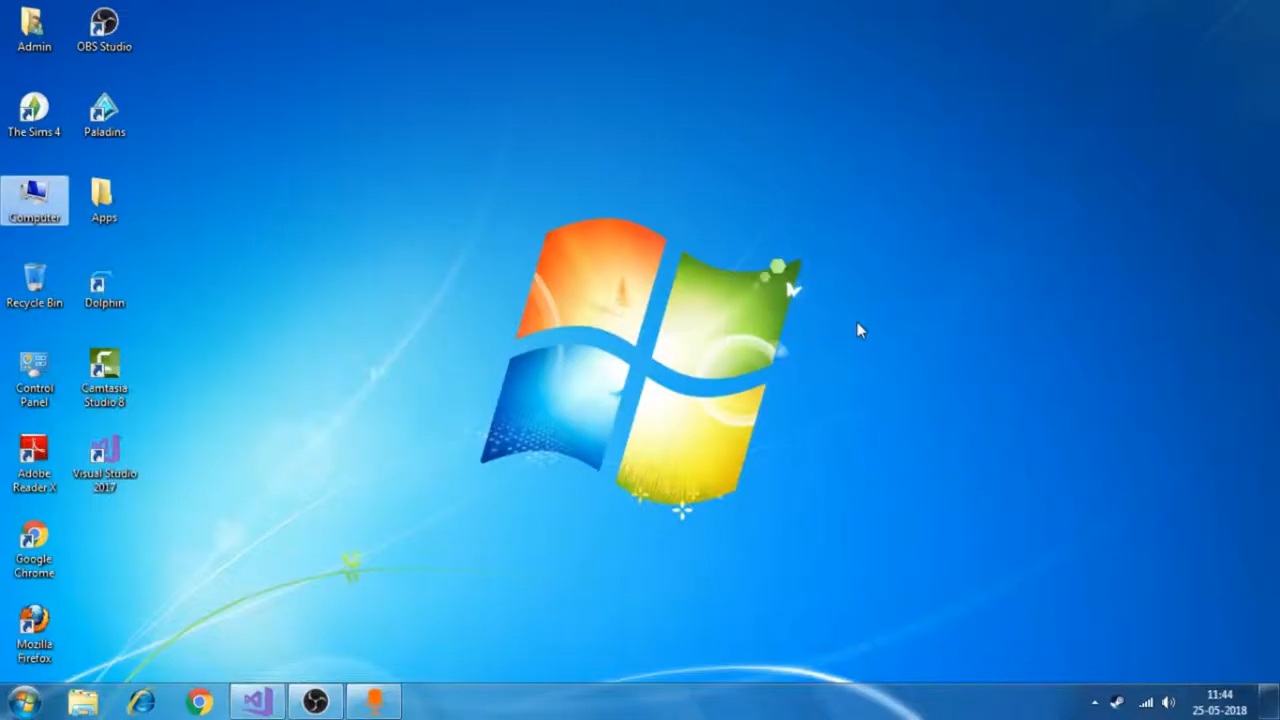 Admin
OBS Studio
The Sims 4
Paladins
Computer
Apps
Recycle Bin
Dolphin
Control
Panel
Camtasia
Studio 8
Adobe
Reader X
Visual Studio
2017
Google
Chrome
Mozilla
Firefox
11:44
25-05-2018